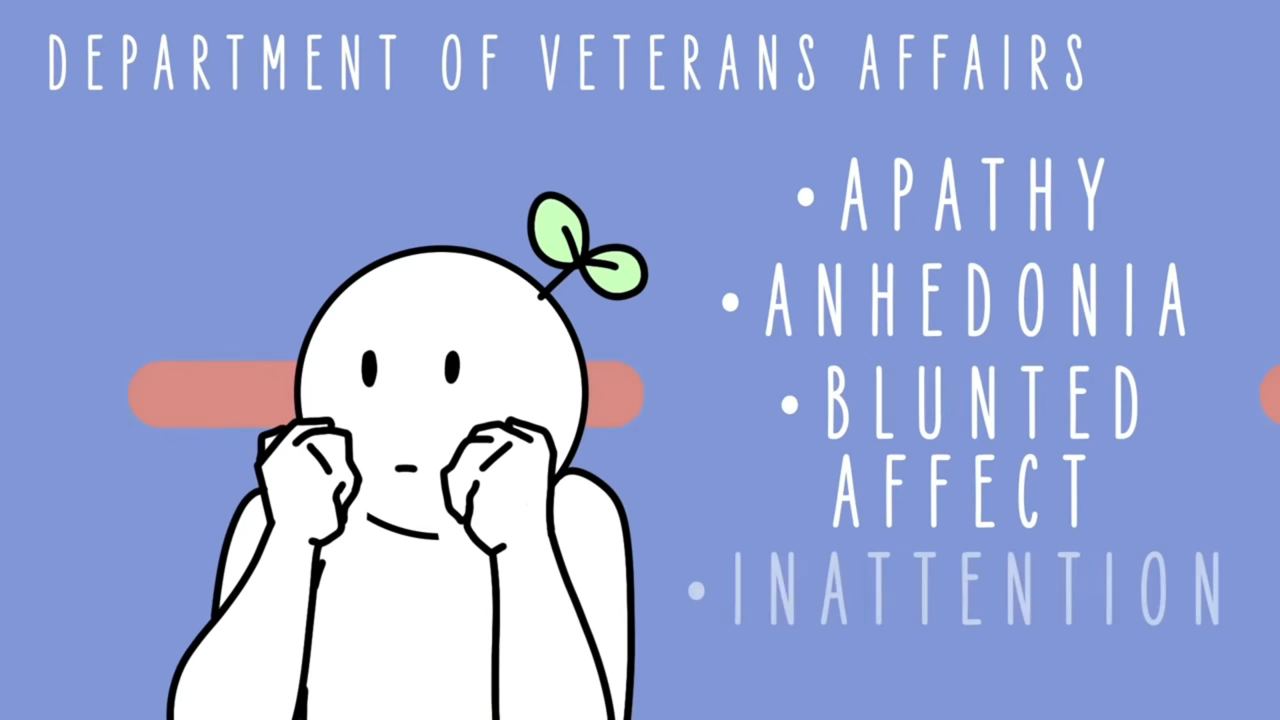 DEPARTMENT OF VETERANS AFFAIRS
•APATHY
•ANHEDONIA
•BLUNTED
AFFECT
•INATTENTION